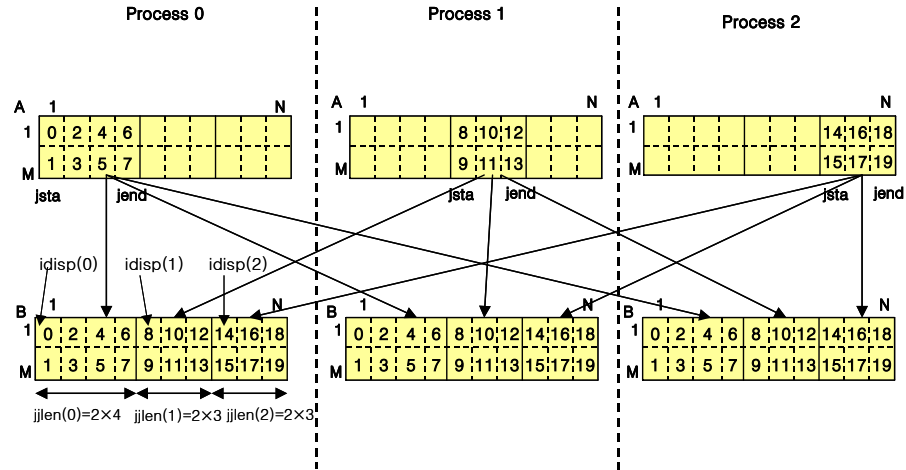 Process 0
Process 1
Process 2
A 1 N
A 1 N
A 1 N
1 0 2 4 6
1 8 10 12
1 14 16 18
M 1 3 5 7
M 9 11 13
M 15 17 19
jsta jend
jsta jend
jsta jend
idisp(0) idisp(1) idisp(2)
B 1 N
B 1 N
B 1 N
1 0 2 4 6 8 10 12 14 16 18
1 0 2 4 6 8 10 12 14 16 18
1 0 2 4 6 8 10 12 14 16 18
M 1 3 5 7 9 11 13 15 17 19
M 1 3 5 7 9 11 13 15 17 19
M 1 3 5 7 9 11 13 15 17 19
jjlen(0)=2×4 jjlen(1)=2×3 jjlen(2)=2×3